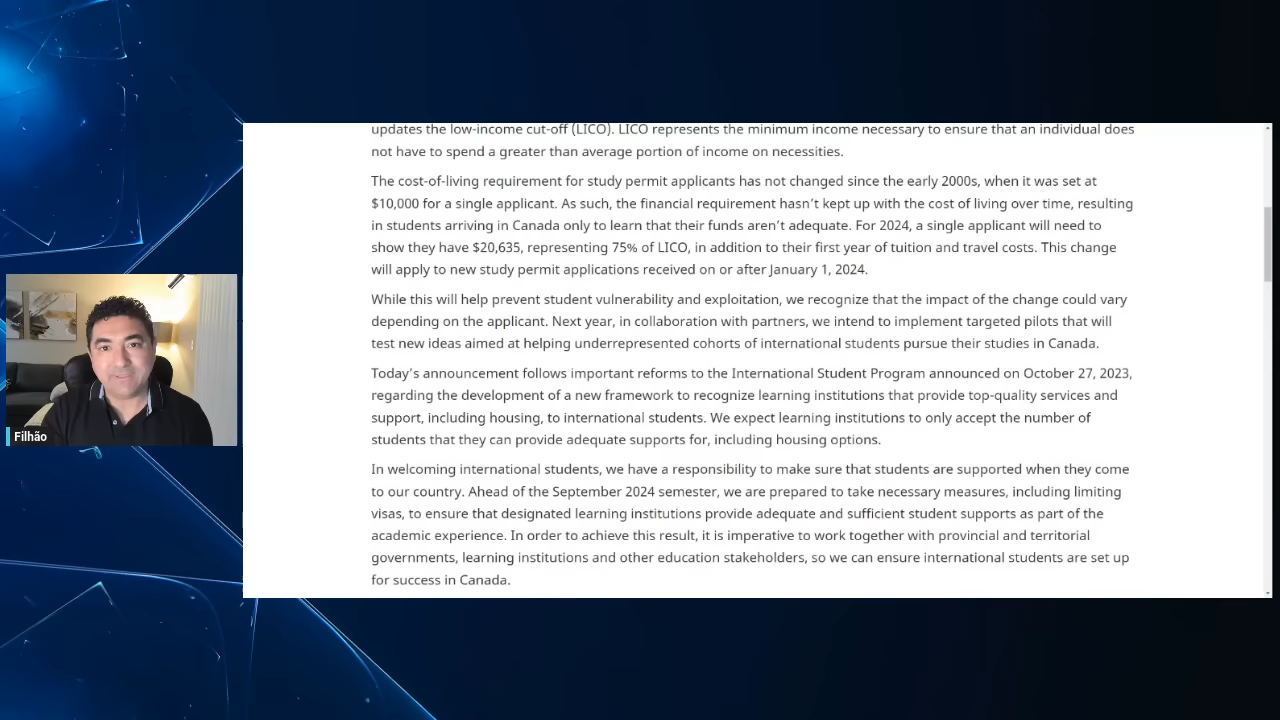 updates the low-income cut-off (LICO). LICO represents the minimum income necessary to ensure that an individual does
not have to spend a greater than average portion of income on necessities.
The cost-of-living requirement for study permit applicants has not changed since the early 2000s, when it was set at
$10,000 for a single applicant. As such, the financial requirement hasn’t kept up with the cost of living over time, resulting
in students arriving in Canada only to learn that their funds aren’t adequate. For 2024, a single applicant will need to
show they have $20,635, representing 75% of LICO, in addition to their first year of tuition and travel costs. This change
will apply to new study permit applications received on or after January 1, 2024.
While this will help prevent student vulnerability and exploitation, we recognize that the impact of the change could vary
depending on the applicant. Next year, in collaboration with partners, we intend to implement targeted pilots that will
test new ideas aimed at helping underrepresented cohorts of international students pursue their studies in Canada.
Today’s announcement follows important reforms to the International Student Program announced on October 27, 2023,
regarding the development of a new framework to recognize learning institutions that provide top-quality services and
support, including housing, to international students. We expect learning institutions to only accept the number of
students that they can provide adequate supports for, including housing options.
In welcoming international students, we have a responsibility to make sure that students are supported when they come
to our country. Ahead of the September 2024 semester, we are prepared to take necessary measures, including limiting
visas, to ensure that designated learning institutions provide adequate and sufficient student supports as part of the
academic experience. In order to achieve this result, it is imperative to work together with provincial and territorial
governments, learning institutions and other education stakeholders, so we can ensure international students are set up
for success in Canada.
Filhão